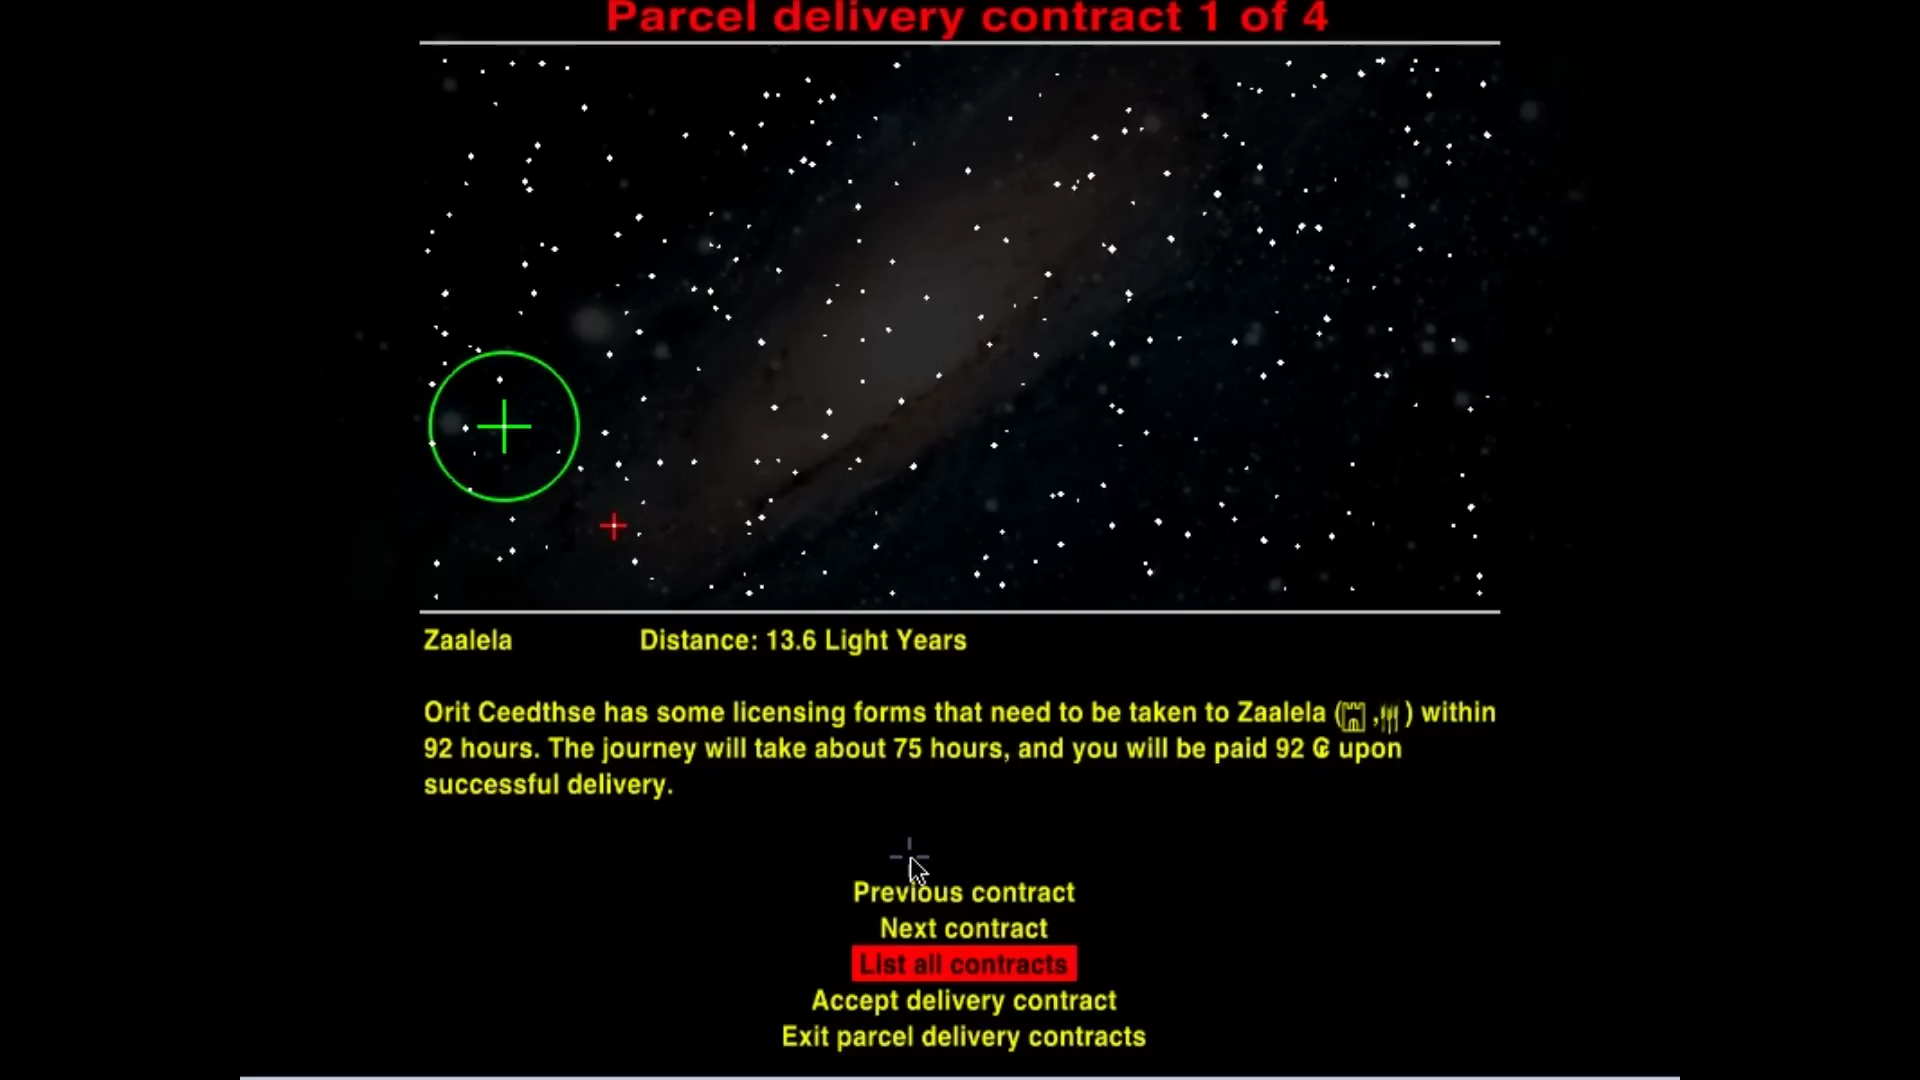 Parcel delivery contract 1 of 4
Zaalela Distance: 13.6 Light Years
Orit Ceedthse has some licensing forms that need to be taken to Zaalela ( , ) within
92 hours. The journey will take about 75 hours, and you will be paid 92 ₢ upon
successful delivery.
Previous contract
Next contract
List all contracts
Accept delivery contract
Exit parcel delivery contracts